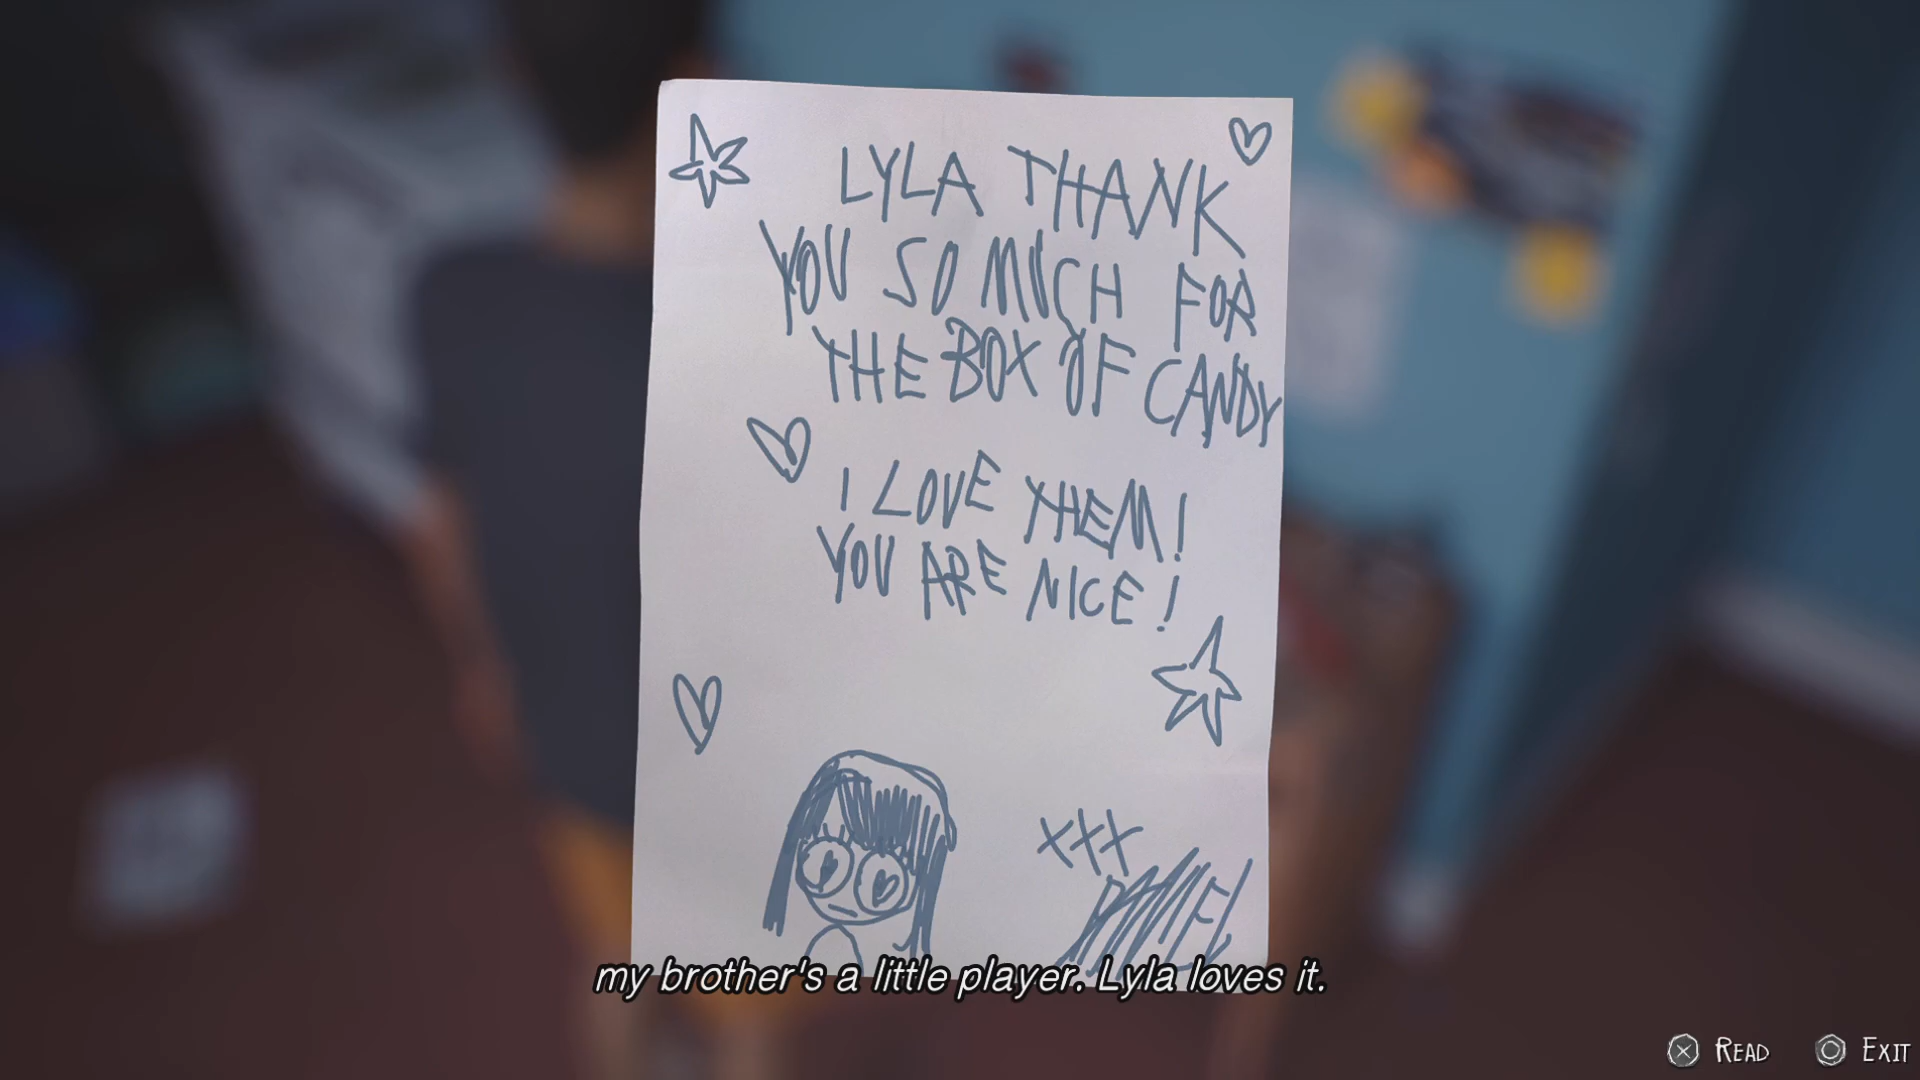 LYLA THANK
YOU SO MUCH FOR
THE BOX OF CANDY
I LOVE THEM!
YOU ARE NICE!
XXX
DANIEL
my brother's a little player. Lyla loves it.
READ EXIT